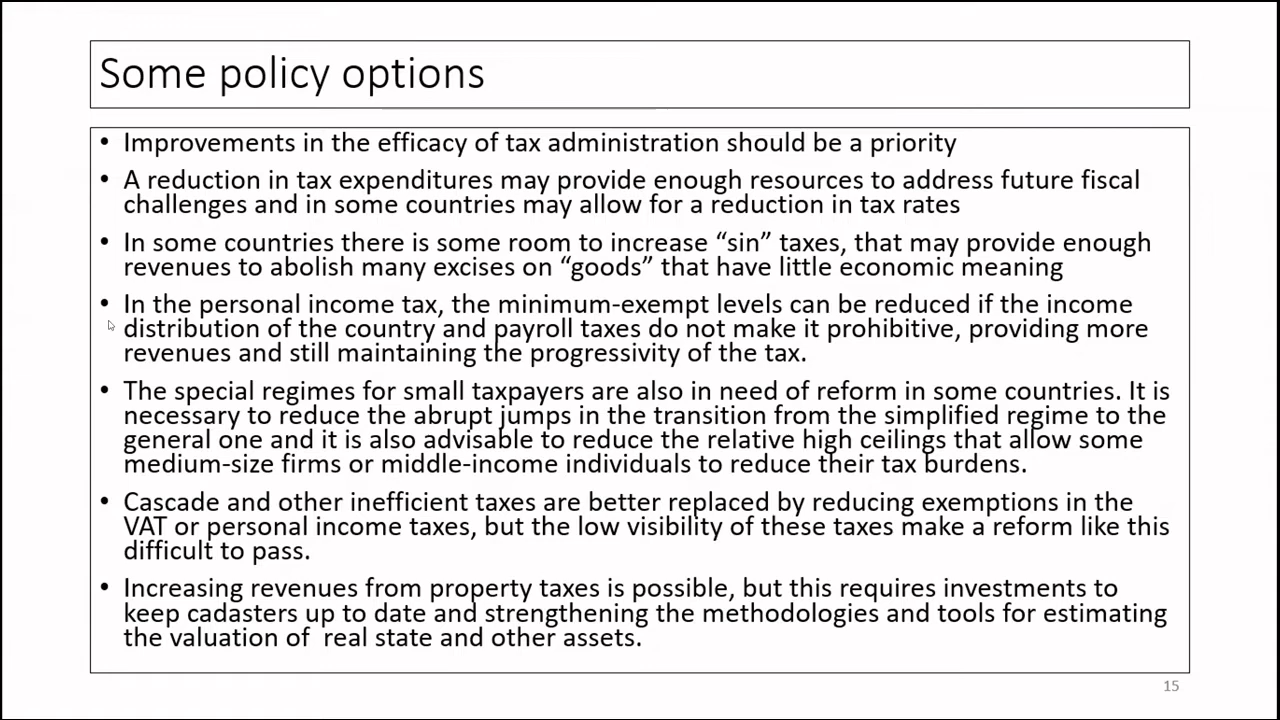 Some policy options
• Improvements in the efficacy of tax administration should be a priority
• A reduction in tax expenditures may provide enough resources to address future fiscal
challenges and in some countries may allow for a reduction in tax rates
• In some countries there is some room to increase “sin” taxes, that may provide enough
revenues to abolish many excises on “goods” that have little economic meaning
• In the personal income tax, the minimum-exempt levels can be reduced if the income
distribution of the country and payroll taxes do not make it prohibitive, providing more
revenues and still maintaining the progressivity of the tax.
• The special regimes for small taxpayers are also in need of reform in some countries. It is
necessary to reduce the abrupt jumps in the transition from the simplified regime to the
general one and it is also advisable to reduce the relative high ceilings that allow some
medium-size firms or middle-income individuals to reduce their tax burdens.
• Cascade and other inefficient taxes are better replaced by reducing exemptions in the
VAT or personal income taxes, but the low visibility of these taxes make a reform like this
difficult to pass.
• Increasing revenues from property taxes is possible, but this requires investments to
keep cadasters up to date and strengthening the methodologies and tools for estimating
the valuation of  real state and other assets.
15